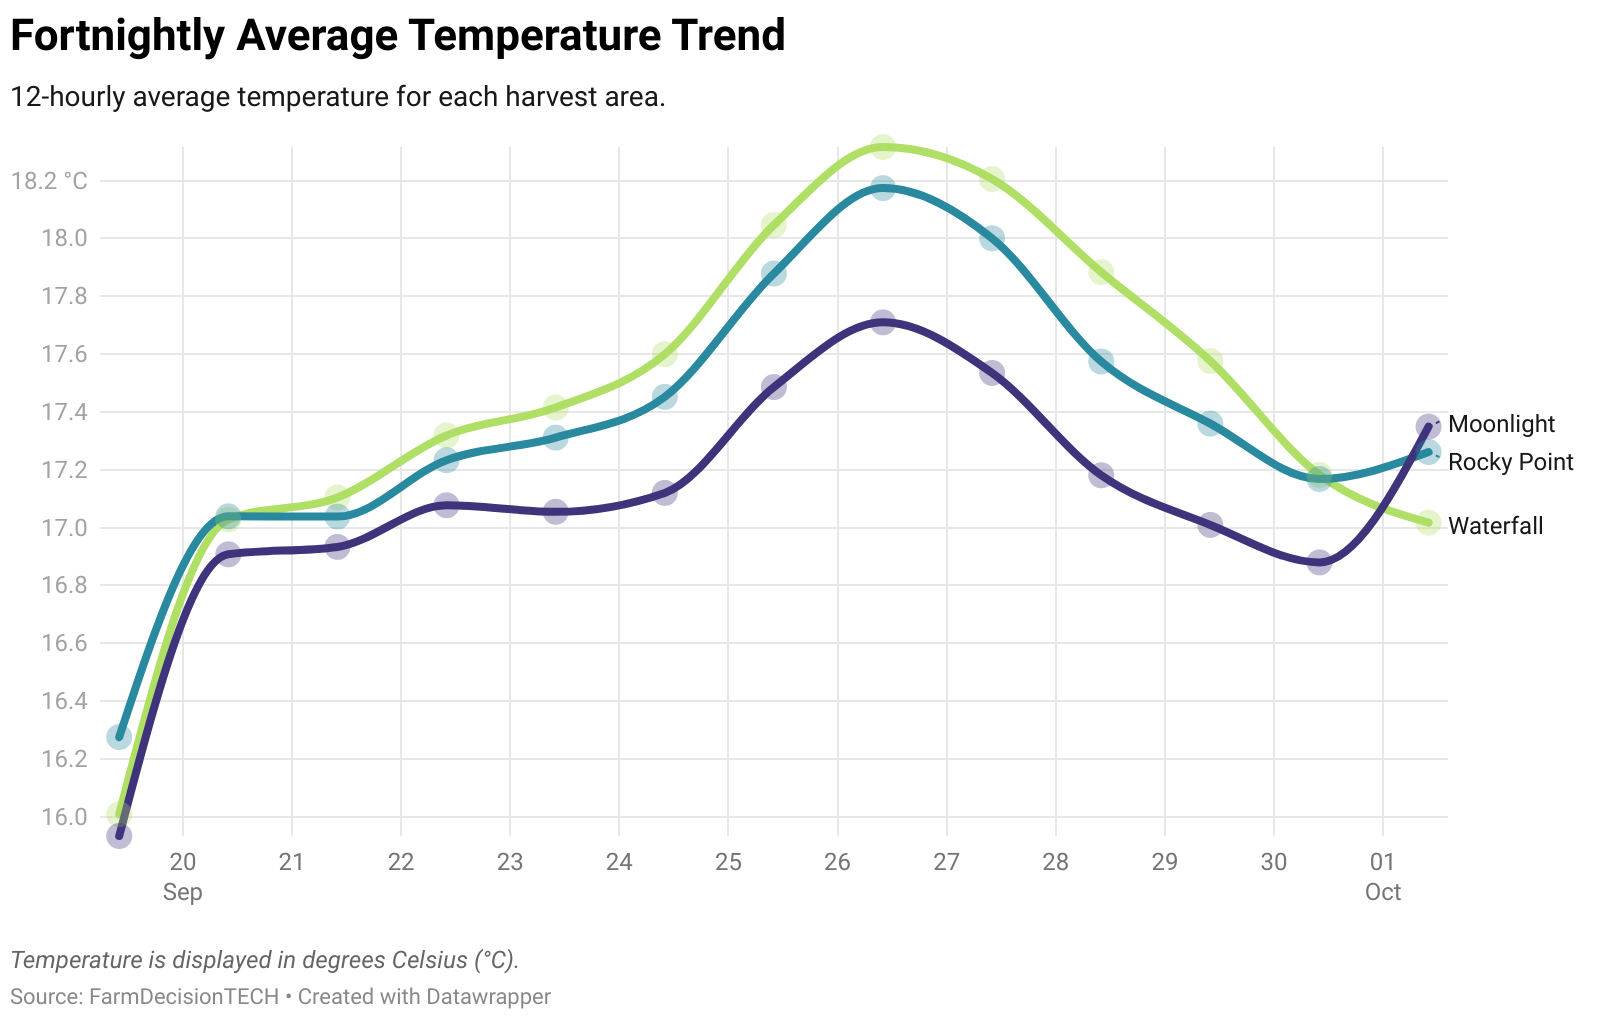 Fortnightly Average Temperature Trend
12-hourly average temperature for each harvest area.
18.2 °C
18.0
17.8
17.6
17.4
17.2
17.0
16.8
16.6
16.4
16.2
16.0
Moonlight
Rocky Point
Waterfall
20 21 22 23 24 25 26 27 28 29 30 01
Sep Oct
Temperature is displayed in degrees Celsius (°C).
Source: FarmDecisionTECH • Created with Datawrapper